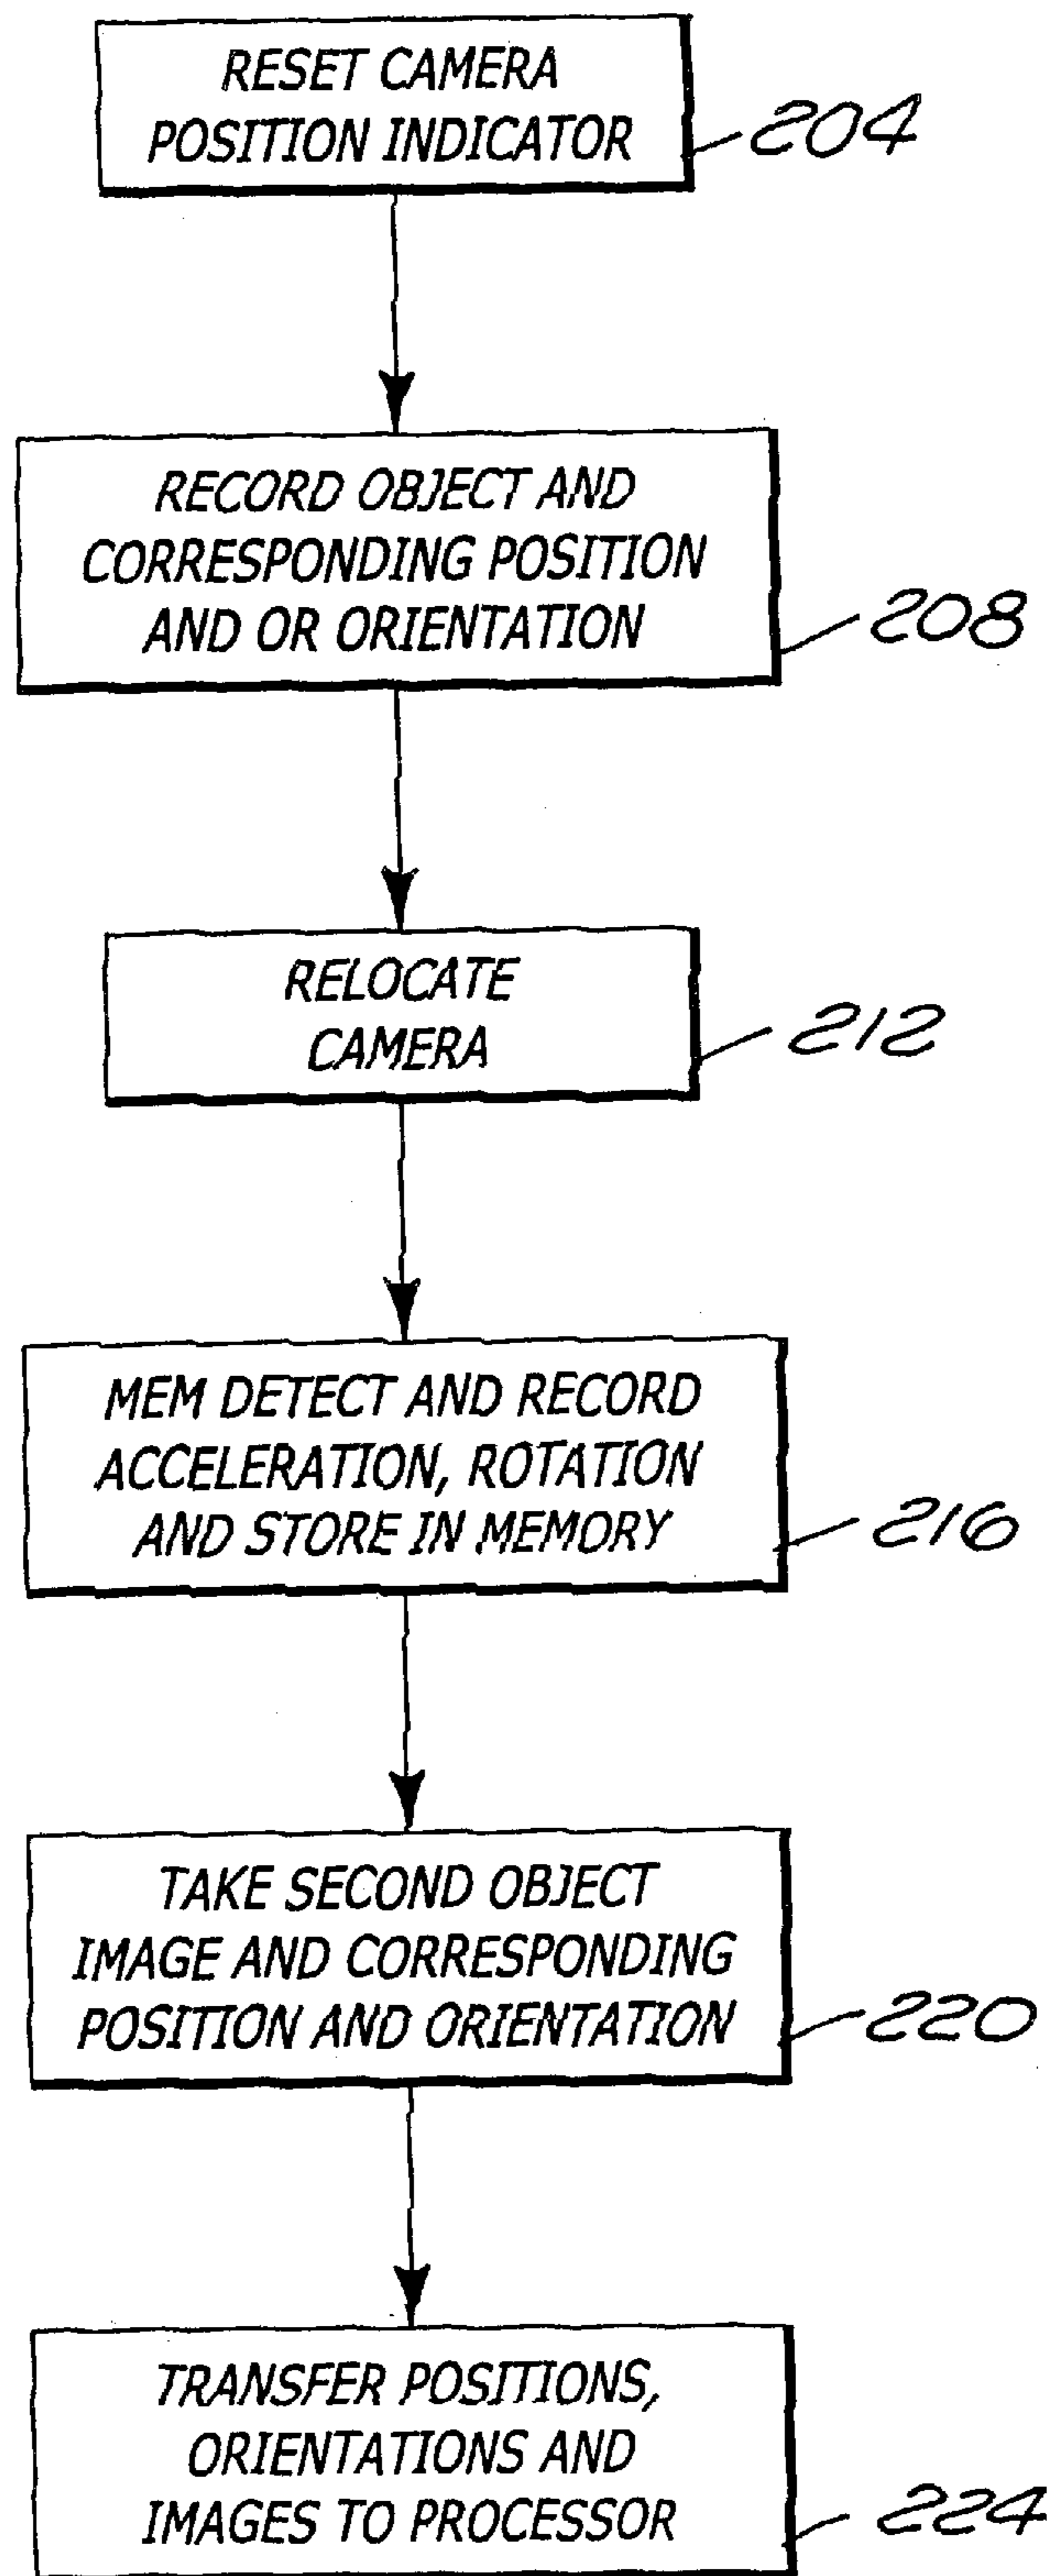 RESET CAMERA
POSITION INDICATOR
204
RECORD OBJECT AND
CORRESPONDING POSITION
AND OR ORIENTATION
208
RELOCATE
CAMERA
212
MEM DETECT AND RECORD
ACCELERATION, ROTATION
AND STORE IN MEMORY
216
TAKE SECOND OBJECT
IMAGE AND CORRESPONDING
POSITION AND ORIENTATION
220
TRANSFER POSITIONS,
ORIENTATIONS AND
IMAGES TO PROCESSOR
224